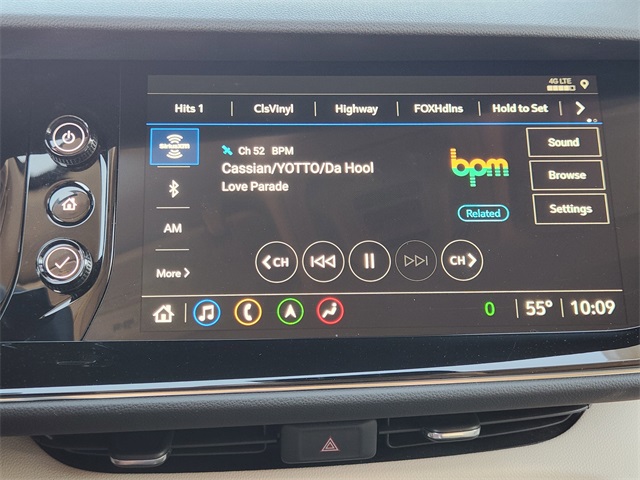 4G LTE
Hits 1 | ClsVinyl | Highway | FOXHdlns | Hold to Set
SiriusXM
Ch 52 BPM
Cassian/YOTTO/Da Hool
Love Parade
bpm
Related
Sound
Browse
Settings
AM
More >
<CH
CH>
0 | 55° | 10:09